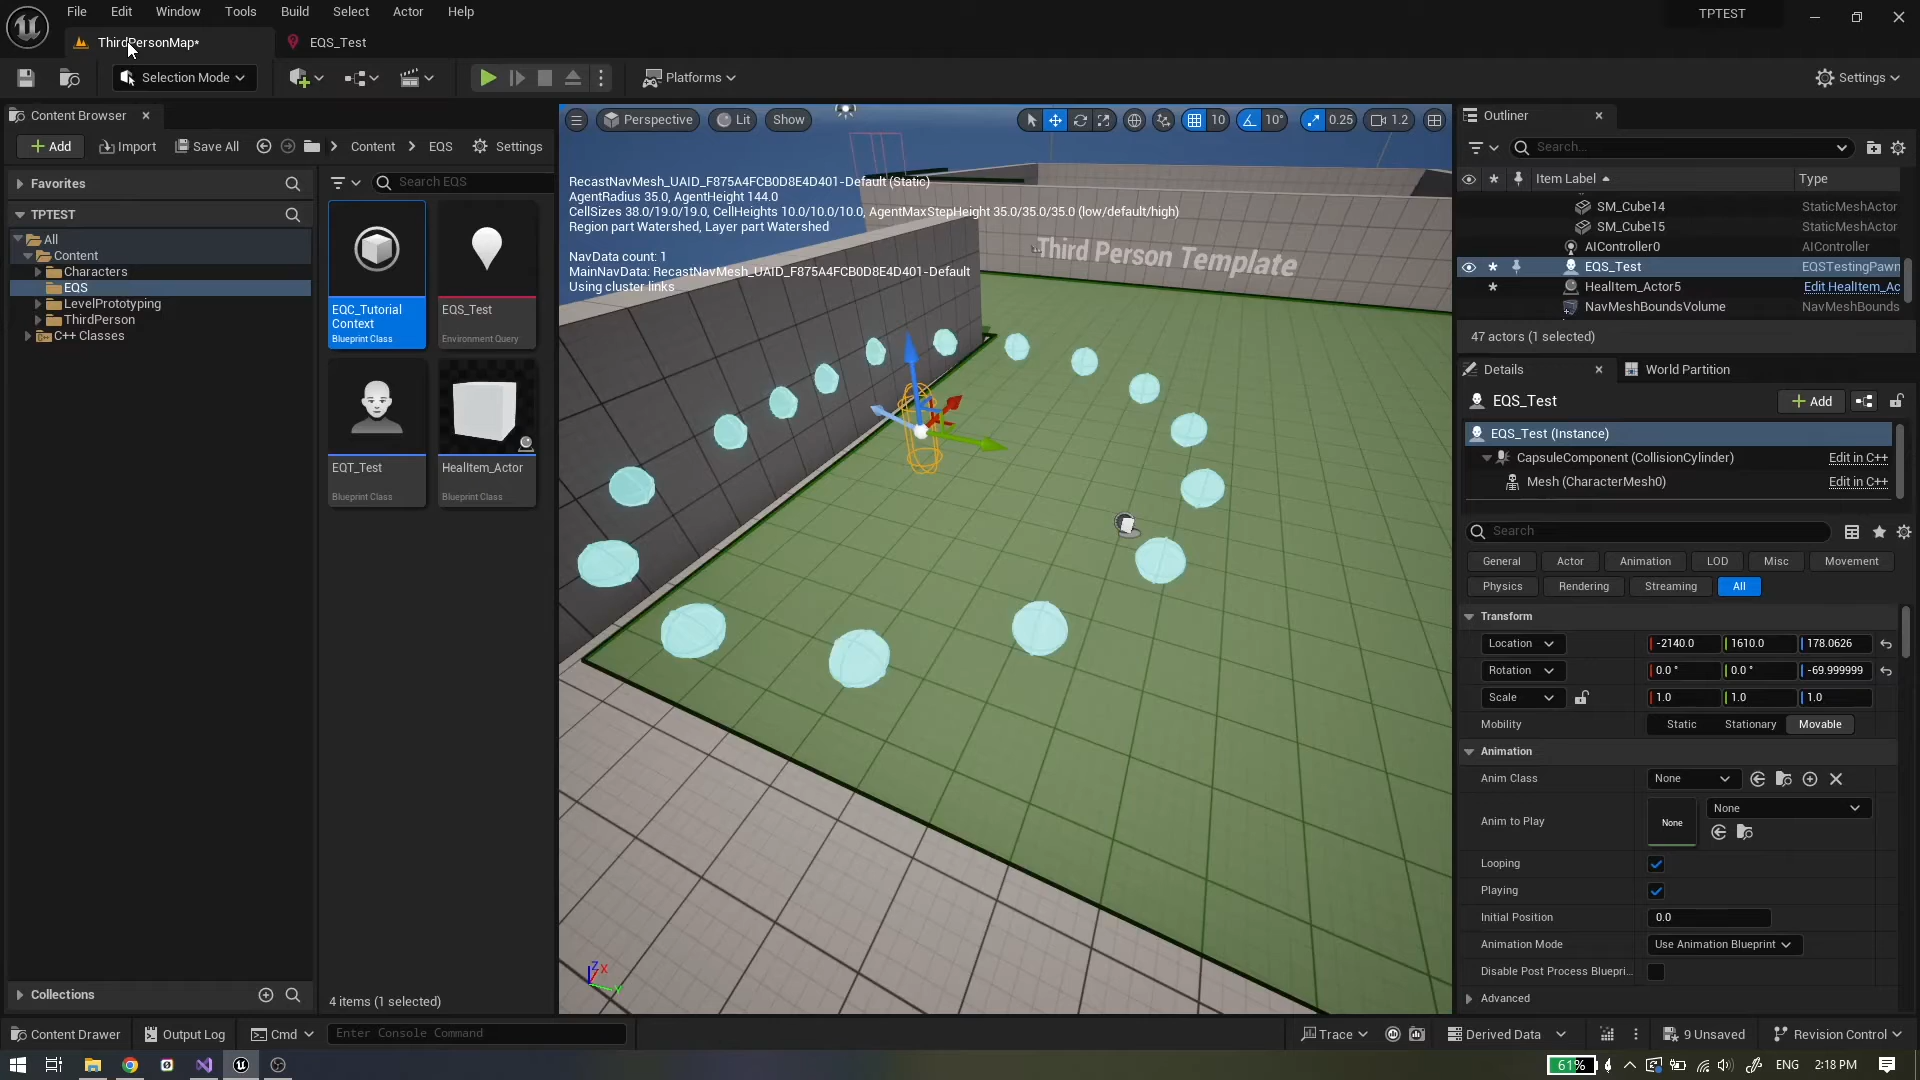 File Edit Window Tools Build Select Actor Help
TPTEST
ThirdPersonMap*
EQS_Test
Selection Mode
Platforms
Settings
Content Browser
Add
Import
Save All
Content
EQS
Settings
Favorites
Search EQS
TPTEST
All
Content
Characters
EQS
LevelPrototyping
ThirdPerson
C++ Classes
EQC_Tutorial
Context
Blueprint Class
EQS_Test
Environment Query
EQT_Test
Blueprint Class
HealItem_Actor
Blueprint Class
Collections
4 items (1 selected)
Perspective
Lit
Show
10
10°
0.25
1.2
RecastNavMesh_UAID_F875A4FCB0D8E4D401-Default (Static)
AgentRadius 35.0, AgentHeight 144.0
CellSizes 38.0/19.0/19.0, CellHeights 10.0/10.0/10.0, AgentMaxStepHeight 35.0/35.0/35.0 (low/default/high)
Region part Watershed, Layer part Watershed
NavData count: 1
MainNavData: RecastNavMesh_UAID_F875A4FCB0D8E4D401-Default
Using cluster links
Third Person Template
Z X
Y
Outliner
Search...
Item Label
Type
SM_Cube14 StaticMeshActor
SM_Cube15 StaticMeshActor
AIController0 AIController
EQS_Test EQSTestingPawn
HealItem_Actor5 Edit HealItem_Ac
NavMeshBoundsVolume NavMeshBounds
47 actors (1 selected)
Details
World Partition
EQS_Test
Add
EQS_Test (Instance)
CapsuleComponent (CollisionCylinder) Edit in C++
Mesh (CharacterMesh0) Edit in C++
Search
General Actor Animation LOD Misc Movement
Physics Rendering Streaming All
Transform
Location -2140.0 1610.0 178.0626
Rotation 0.0 ° 0.0 ° -69.999999
Scale 1.0 1.0 1.0
Mobility Static Stationary Movable
Animation
Anim Class None
Anim to Play None None
Looping
Playing
Initial Position 0.0
Animation Mode Use Animation Blueprint
Disable Post Process Bluepri...
Advanced
Content Drawer
Output Log
Cmd
Enter Console Command
Trace
Derived Data
9 Unsaved
Revision Control
61%
ENG
2:18 PM